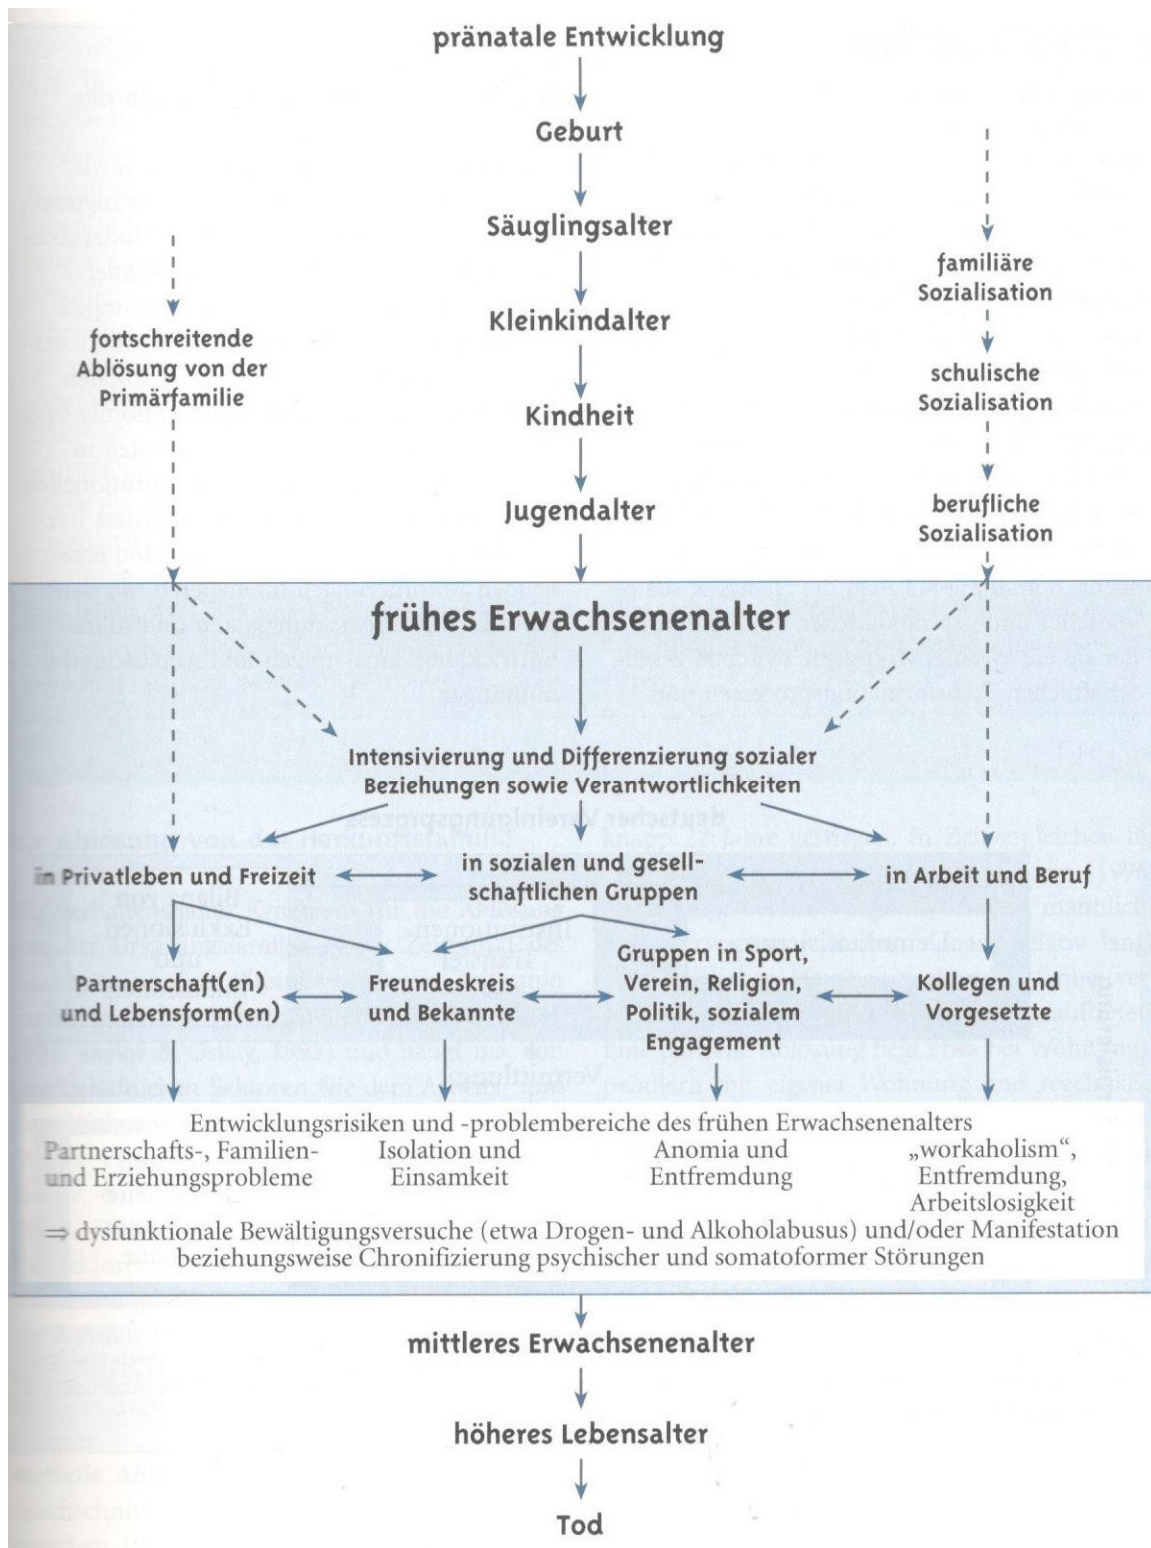 pränatale Entwicklung
Geburt
Säuglingsalter
Kleinkindalter
Kindheit
Jugendalter
fortschreitende
Ablösung von der
Primärfamilie
familiäre
Sozialisation
schulische
Sozialisation
berufliche
Sozialisation
frühes Erwachsenenalter
Intensivierung und Differenzierung sozialer
Beziehungen sowie Verantwortlichkeiten
in Privatleben und Freizeit
in sozialen und gesell-
schaftlichen Gruppen
in Arbeit und Beruf
Partnerschaft(en)
und Lebensform(en)
Freundeskreis
und Bekannte
Gruppen in Sport,
Verein, Religion,
Politik, sozialem
Engagement
Kollegen und
Vorgesetzte
Entwicklungsrisiken und -problembereiche des frühen Erwachsenenalters
Partnerschafts-, Familien-
und Erziehungsprobleme
Isolation und
Einsamkeit
Anomia und
Entfremdung
„workaholism“,
Entfremdung,
Arbeitslosigkeit
⇒ dysfunktionale Bewältigungsversuche (etwa Drogen- und Alkoholabusus) und/oder Manifestation
beziehungsweise Chronifizierung psychischer und somatoformer Störungen
mittleres Erwachsenenalter
höheres Lebensalter
Tod